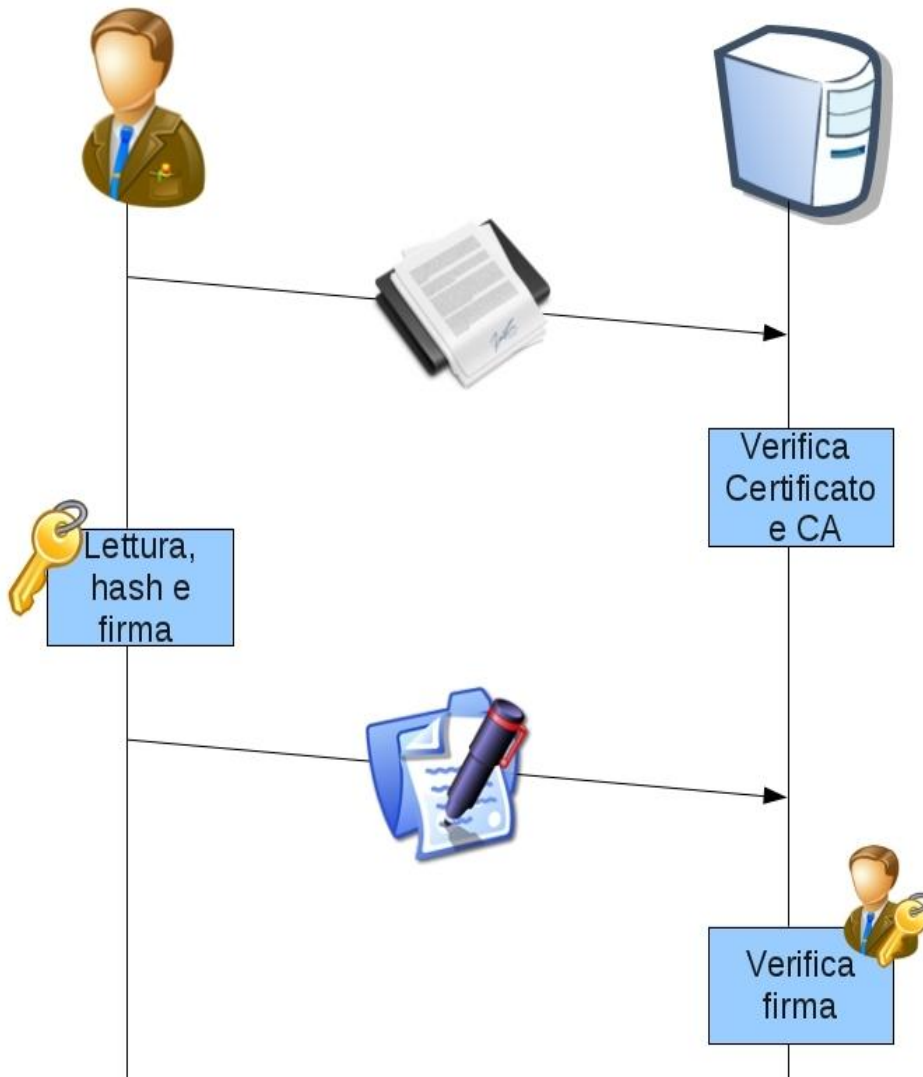 Verifica
Certificato
e CA
Lettura,
hash e
firma
Verifica
firma